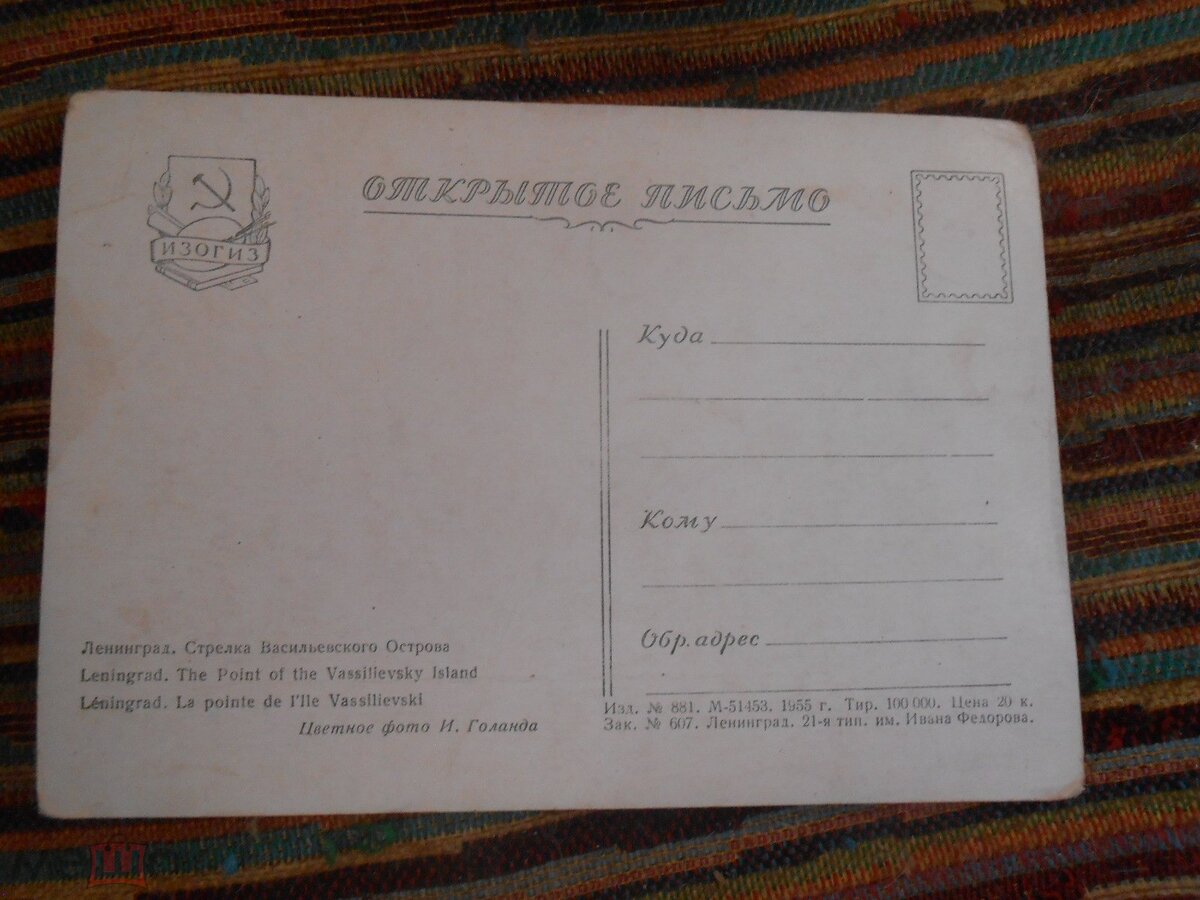 ОТКРЫТОЕ ПИСЬМО
ИЗОГИЗ
Куда
Кому
Обр. адрес
Ленинград. Стрелка Васильевского Острова
Leningrad. The Point of the Vassilievsky Island
Léningrad. La pointe de l'Ile Vassilievski
Цветное фото И. Голанда
Изд. № 881. М-51453. 1955 г. Тир. 100 000. Цена 20 к.
Зак. № 607. Ленинград. 21-я тип. им. Ивана Федорова.